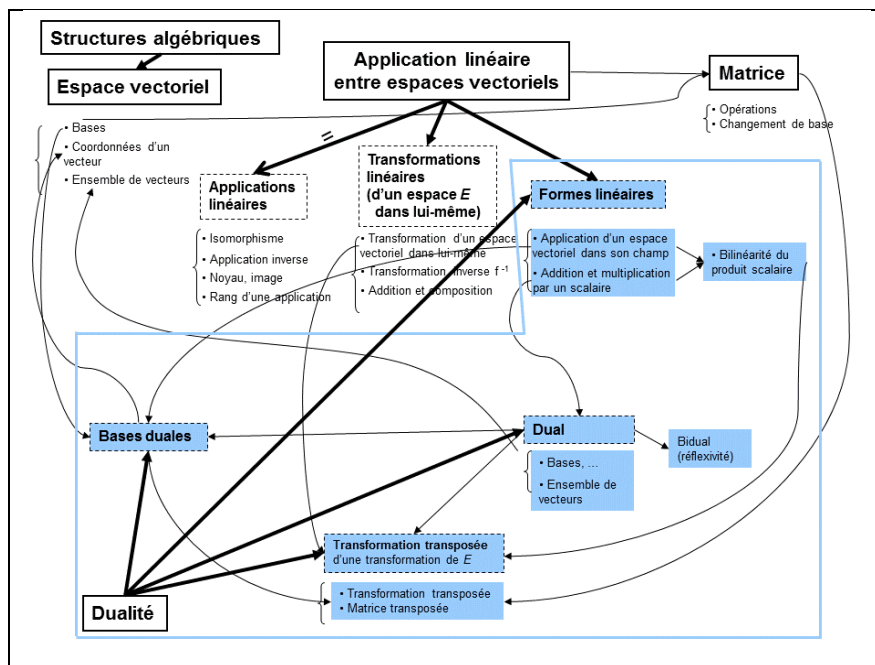 Structures algébriques
Espace vectoriel
Application linéaire
entre espaces vectoriels
Matrice
• Opérations
• Changement de base
• Bases
• Coordonnées d'un
vecteur
• Ensemble de vecteurs
=
Applications
linéaires
Transformations
linéaires
(d'un espace E
dans lui-même)
Formes linéaires
• Isomorphisme
• Application inverse
• Noyau, image
• Rang d'une application
• Transformation d'un espace
vectoriel dans lui-même
• Transformation inverse f -1
• Addition et composition
• Application d'un espace
vectoriel dans son champ
• Addition et multiplication
par un scalaire
• Bilinéarité du
produit scalaire
Bases duales
Dual
Bidual
(réflexivité)
• Bases, …
• Ensemble de
vecteurs
Transformation transposée
d'une transformation de E
• Transformation transposée
• Matrice transposée
Dualité